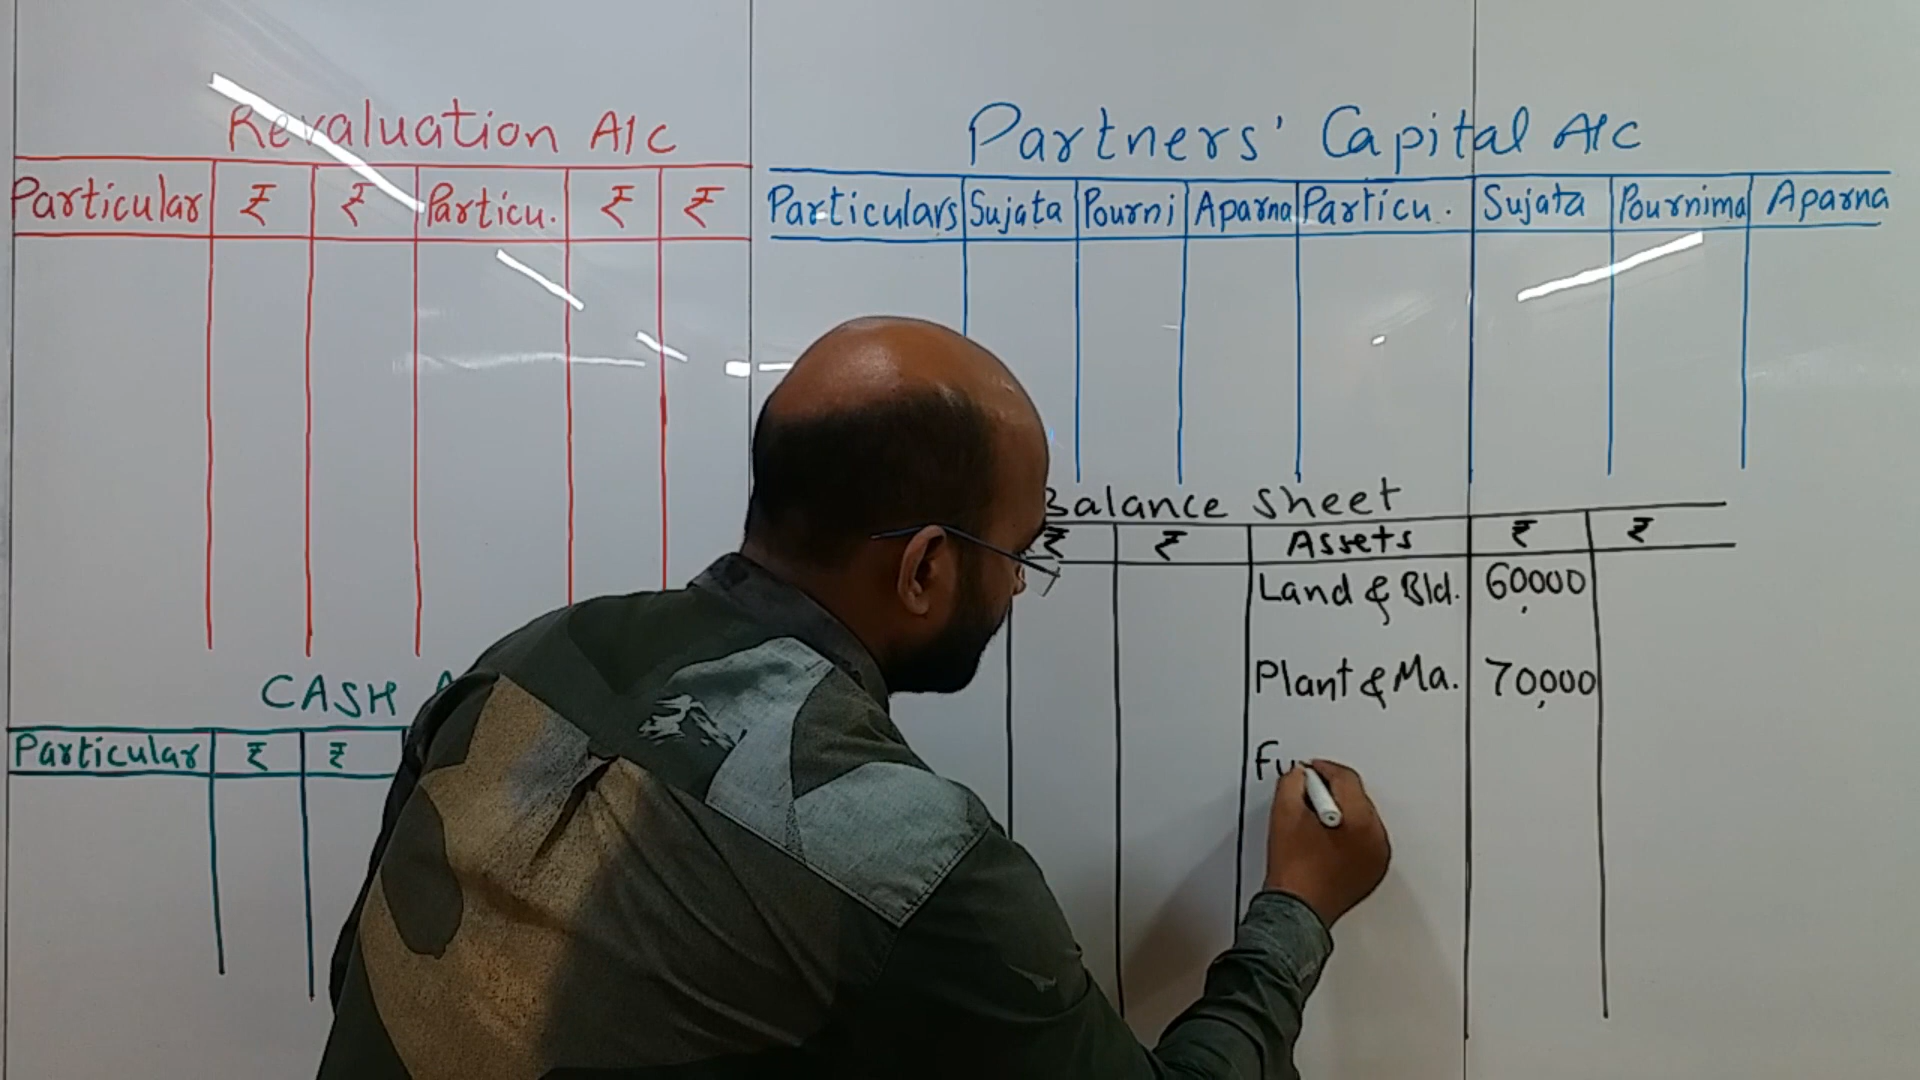 Revaluation A/c
Particular ₹ ₹ Particu. ₹ ₹
Partners' Capital A/c
Particulars Sujata Pourni Aparna Particu. Sujata Pournima Aparna
CASH
Particular ₹ ₹
Balance Sheet
₹ ₹ Assets ₹ ₹
Land & Bld. 60,000
Plant & Ma. 70,000
Fu